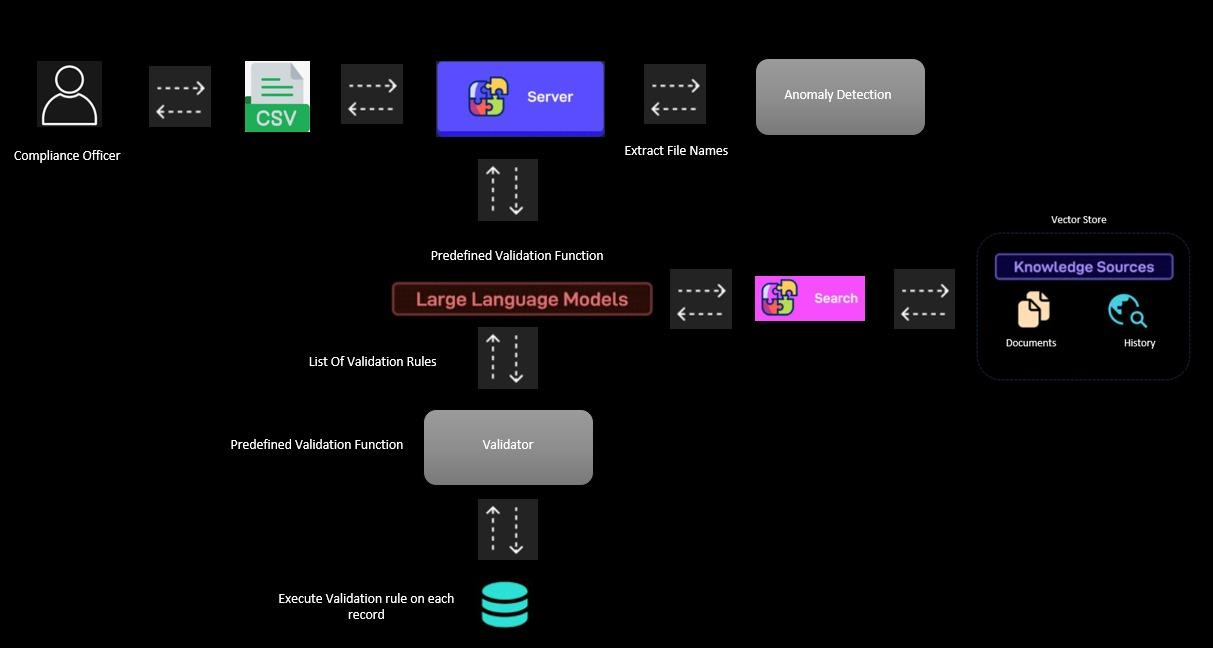 CSV
Server
Anomaly Detection
Compliance Officer
Extract File Names
Vector Store
Predefined Validation Function
Knowledge Sources
Large Language Models
Search
Documents
History
List Of Validation Rules
Predefined Validation Function
Validator
Execute Validation rule on each
record